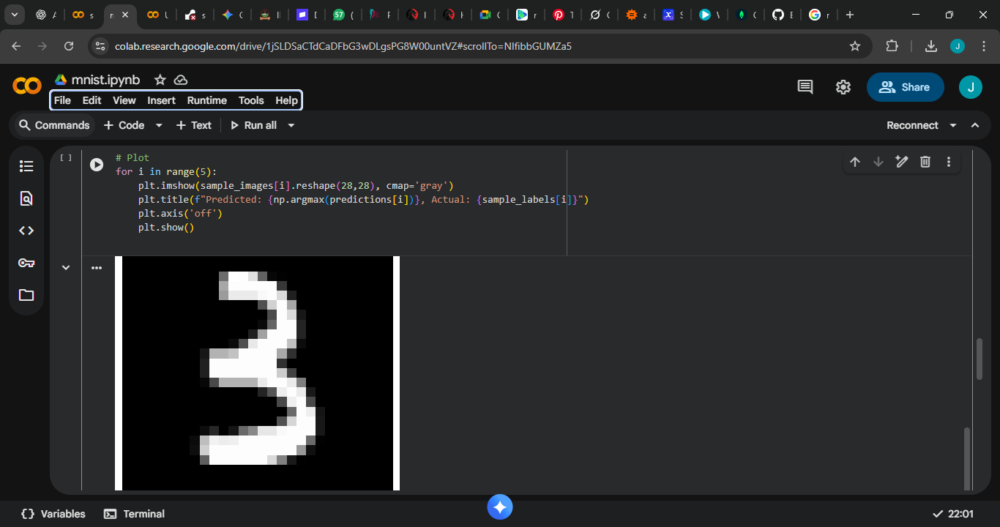 57
colab.research.google.com/drive/1jSLDSaCTdCaDFbG3wDLgsPG8W00untVZ#scrollTo=NIfibbGUMZa5
J
mnist.ipynb
File Edit View Insert Runtime Tools Help
Share
J
Commands + Code + Text Run all
Reconnect
[ ]
# Plot
for i in range(5):
    plt.imshow(sample_images[i].reshape(28,28), cmap='gray')
    plt.title(f"Predicted: {np.argmax(predictions[i])}, Actual: {sample_labels[i]}")
    plt.axis('off')
    plt.show()
3
{} Variables Terminal
22:01